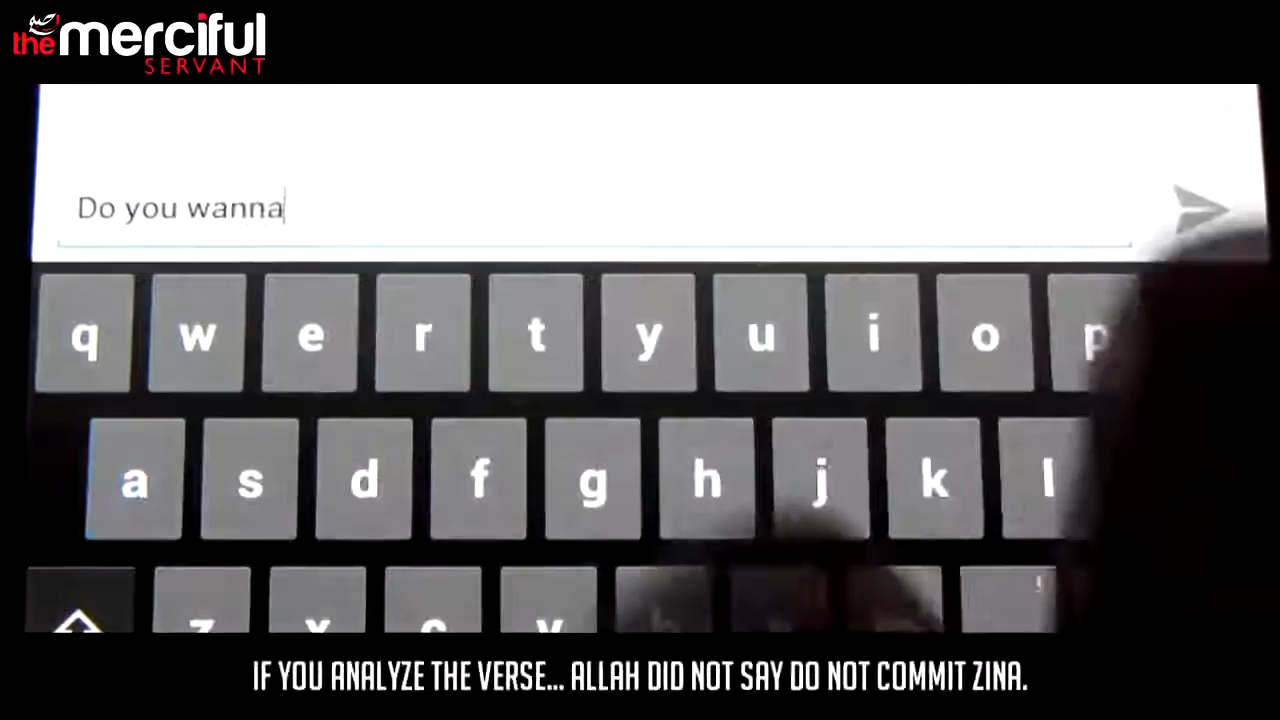 the merciful
SERVANT
Do you wanna
q w e r t y u i o p
a s d f g h j k l
z x c v
!
IF YOU ANALYZE THE VERSE... ALLAH DID NOT SAY DO NOT COMMIT ZINA.